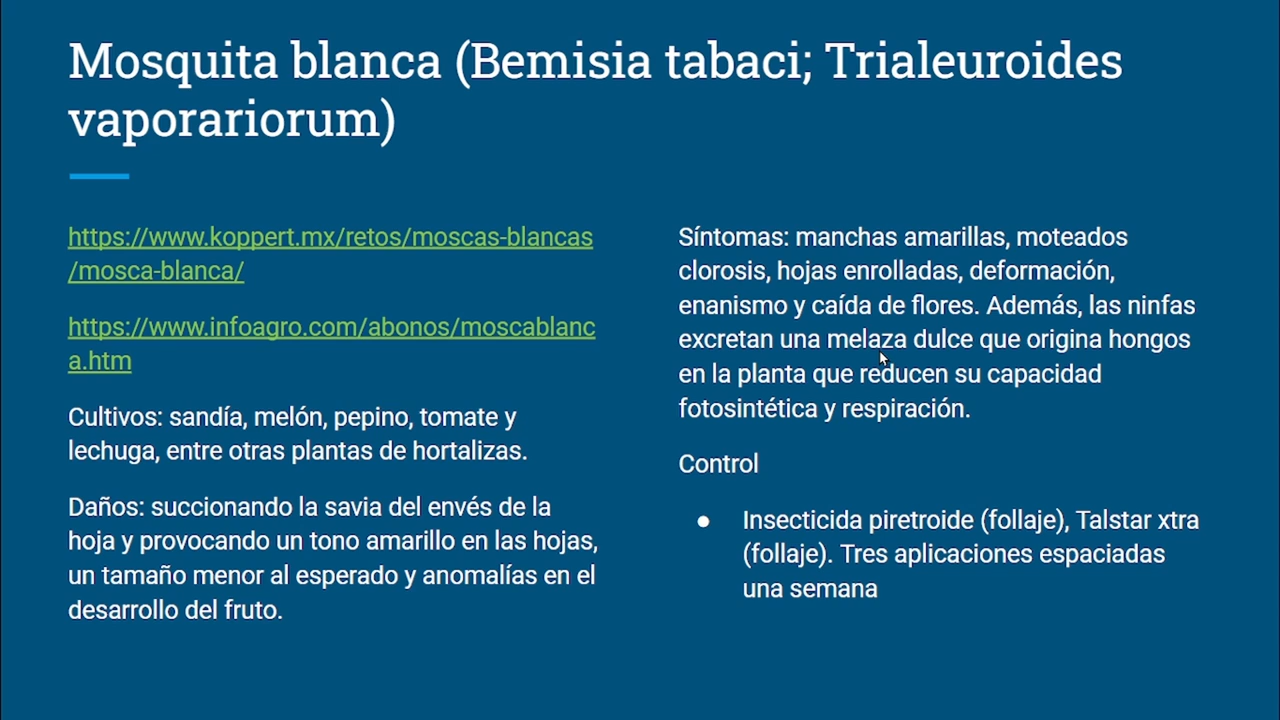 Mosquita blanca (Bemisia tabaci; Trialeuroides
vaporariorum)
https://www.koppert.mx/retos/moscas-blancas
/mosca-blanca/
https://www.infoagro.com/abonos/moscablanc
a.htm
Cultivos: sandía, melón, pepino, tomate y
lechuga, entre otras plantas de hortalizas.
Daños: succionando la savia del envés de la
hoja y provocando un tono amarillo en las hojas,
un tamaño menor al esperado y anomalías en el
desarrollo del fruto.
Síntomas: manchas amarillas, moteados
clorosis, hojas enrolladas, deformación,
enanismo y caída de flores. Además, las ninfas
excretan una melaza dulce que origina hongos
en la planta que reducen su capacidad
fotosintética y respiración.
Control
● Insecticida piretroide (follaje), Talstar xtra
(follaje). Tres aplicaciones espaciadas
una semana